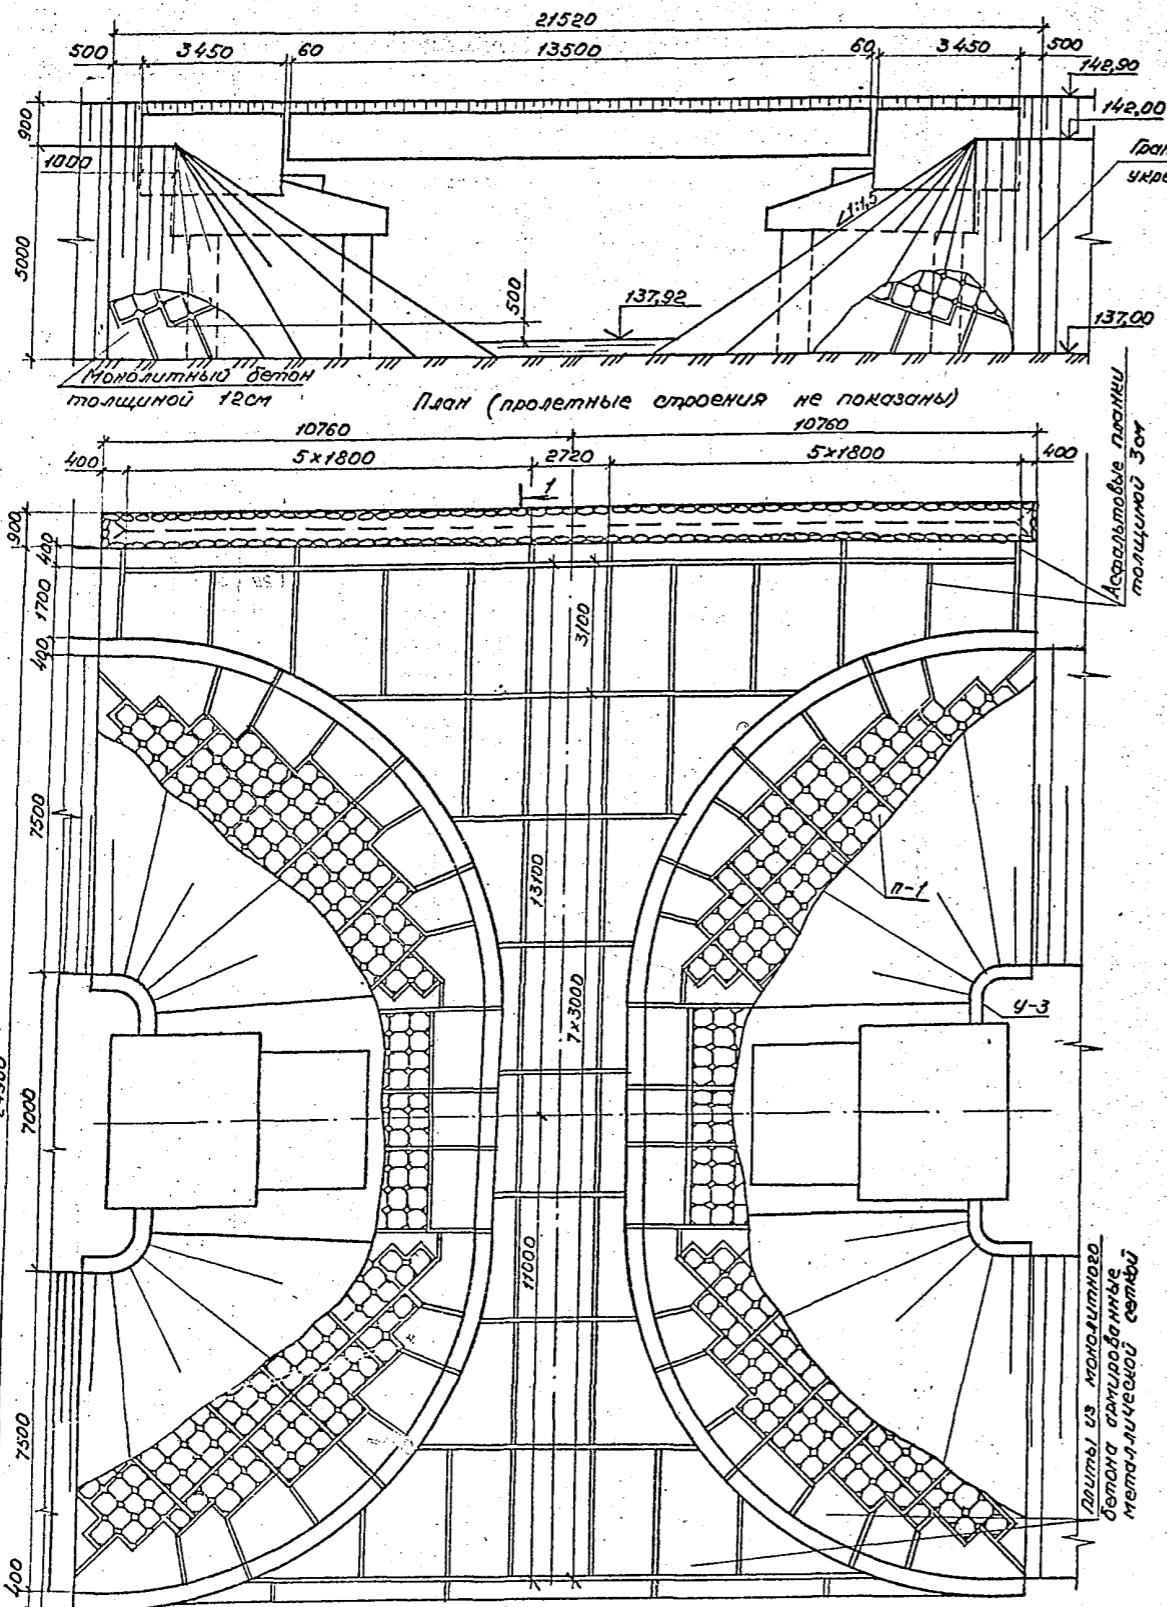 21520
500 3450 60 13500 60 3450 500
142,90
900
142,00
1000
1:1,5
5000
500
137,92
137,00
Монолитный бетон
толщиной 12см
План (пролетные строения не показаны)
10760 10760
400 5×1800 2720 5×1800 400
Асфальтовые планки
толщиной 3см
1
900
400
1700
3100
400
7500
13100
п-1
7×3000
У-3
24300
7000
11000
Плиты из монолитного
бетона армированные
металлической сеткой
7500
400